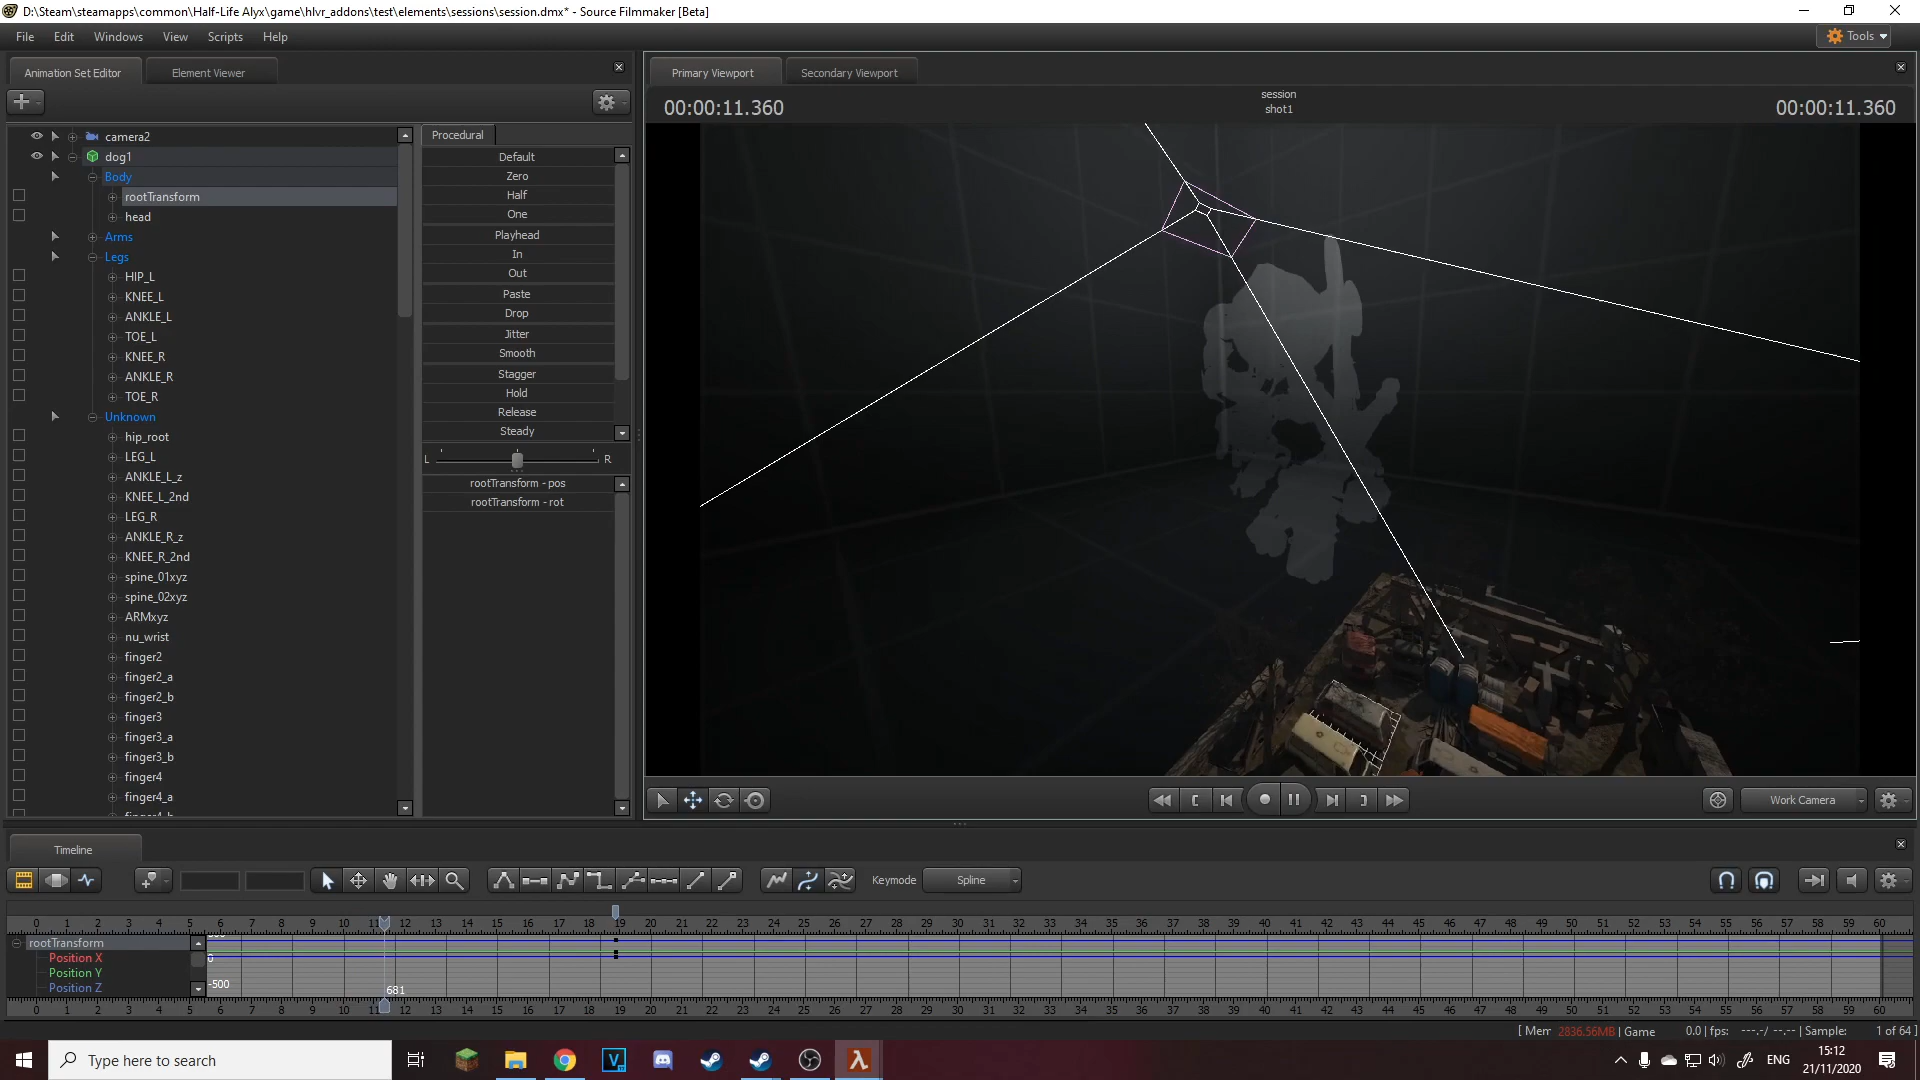 D:\Steam\steamapps\common\Half-Life Alyx\game\hlvr_addons\test\elements\sessions\session.dmx* - Source Filmmaker [Beta]
File Edit Windows View Scripts Help
Tools
Animation Set Editor Element Viewer
Primary Viewport Secondary Viewport
00:00:11.360
session
shot1
00:00:11.360
camera2
dog1
Body
rootTransform
head
Arms
Legs
HIP_L
KNEE_L
ANKLE_L
TOE_L
KNEE_R
ANKLE_R
TOE_R
Unknown
hip_root
LEG_L
ANKLE_L_z
KNEE_L_2nd
LEG_R
ANKLE_R_z
KNEE_R_2nd
spine_01xyz
spine_02xyz
ARMxyz
nu_wrist
finger2
finger2_a
finger2_b
finger3
finger3_a
finger3_b
finger4
finger4_a
Procedural
Default
Zero
Half
One
Playhead
In
Out
Paste
Drop
Jitter
Smooth
Stagger
Hold
Release
Steady
L R
rootTransform - pos
rootTransform - rot
Work Camera
Timeline
Keymode Spline
0 1 2 3 4 5 6 7 8 9 10 11 12 13 14 15 16 17 18 19 20 21 22 23 24 25 26 27 28 29 30 31 32 33 34 35 36 37 38 39 40 41 42 43 44 45 46 47 48 49 50 51 52 53 54 55 56 57 58 59 60
rootTransform
Position X 0
Position Y
Position Z -500
681
0 1 2 3 4 5 6 7 8 9 10 11 12 13 14 15 16 17 18 19 20 21 22 23 24 25 26 27 28 29 30 31 32 33 34 35 36 37 38 39 40 41 42 43 44 45 46 47 48 49 50 51 52 53 54 55 56 57 58 59 60
[ Mem 2836.56MB | Game 0.0 | fps: ---.-/ --.-- | Sample: 1 of 64 ]
Type here to search
V
ENG
15:12
21/11/2020